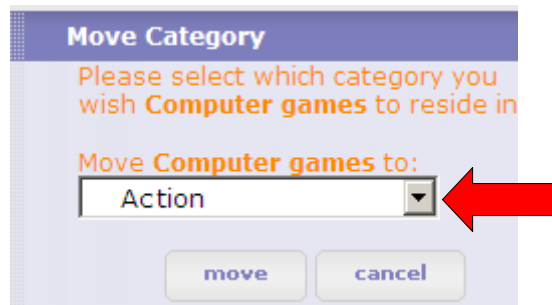 Move Category
Please select which category you
wish Computer games to reside in
Move Computer games to:
Action
move cancel